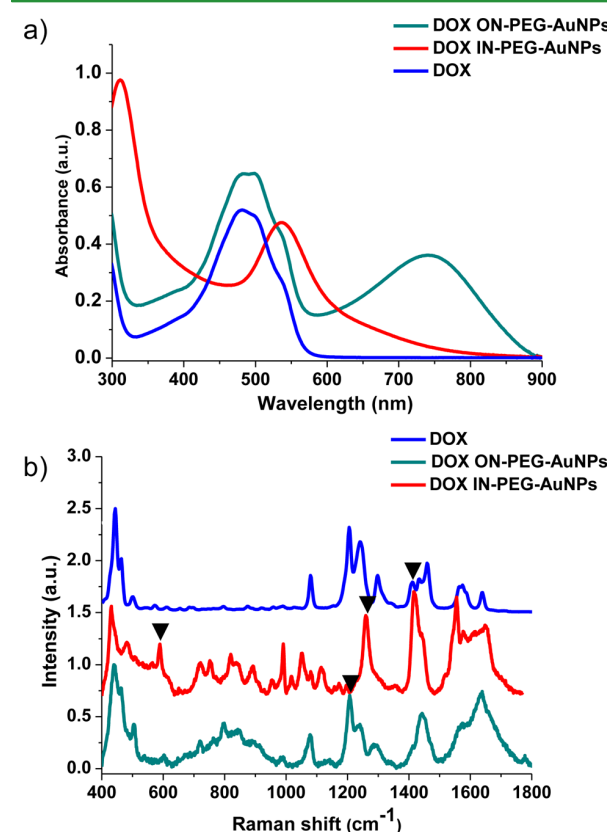 a)
DOX ON-PEG-AuNPs
DOX IN-PEG-AuNPs
DOX
1.0
0.8
0.6
0.4
0.2
0.0
Absorbance (a.u.)
300 400 500 600 700 800 900
Wavelength (nm)
b)
DOX
DOX ON-PEG-AuNPs
DOX IN-PEG-AuNPs
3.0
2.5
2.0
1.5
1.0
0.5
0.0
Intensity (a.u.)
400 600 800 1000 1200 1400 1600 1800
Raman shift (cm⁻¹)